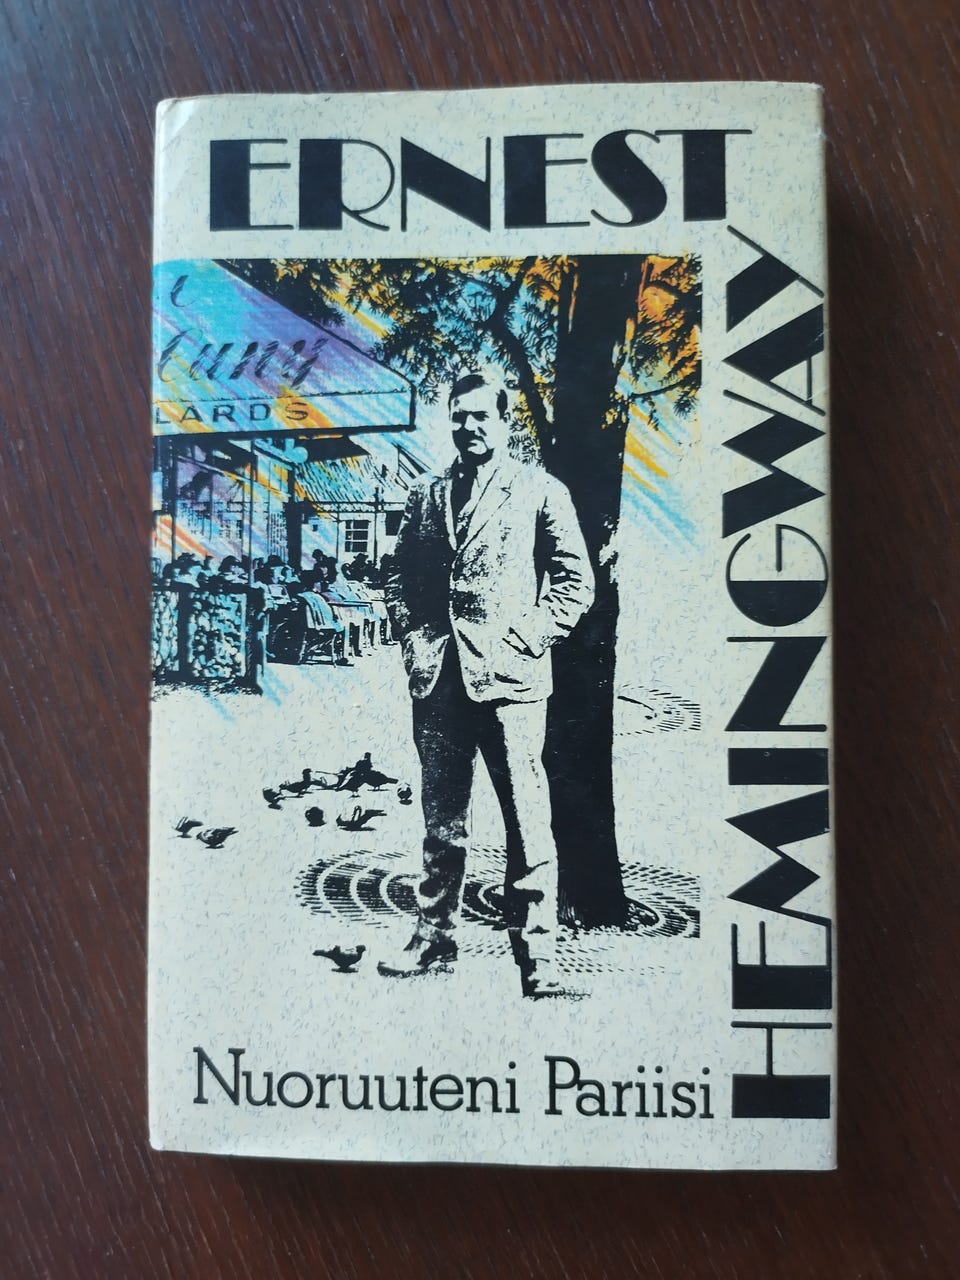 ERNEST
HEMINGWAY
LARDS
Nuoruuteni Pariisi